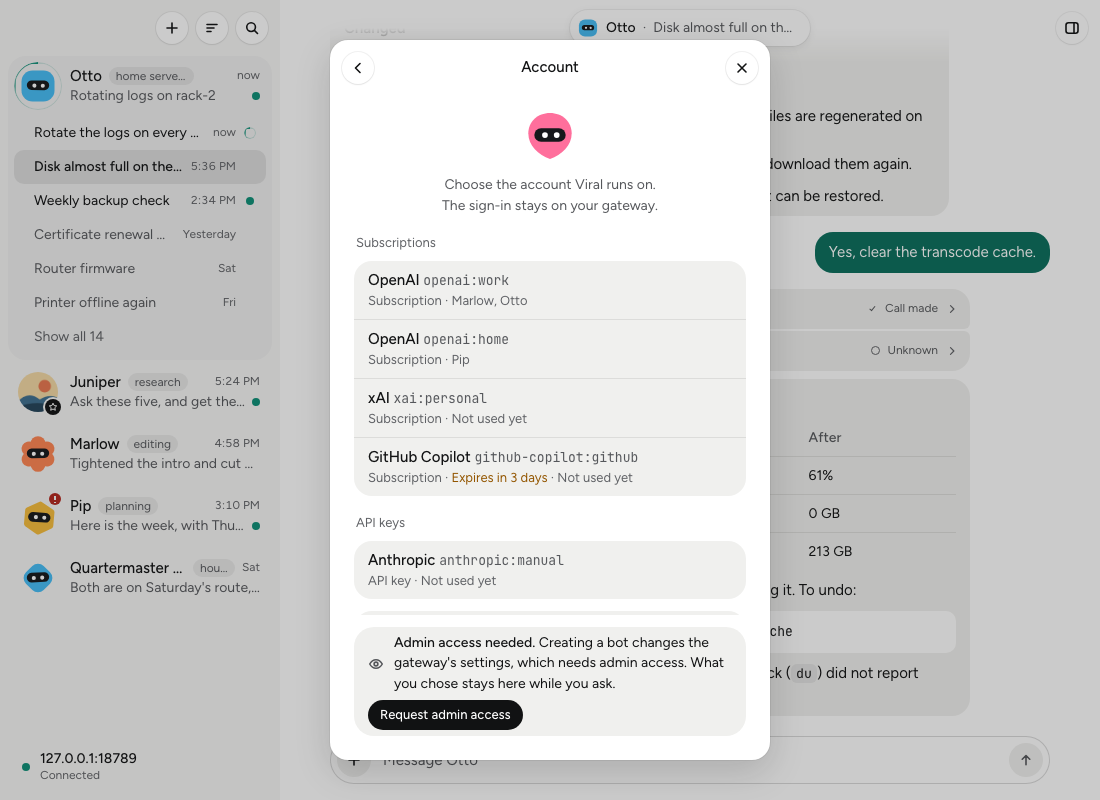 Otto
home serve...
now
Rotating logs on rack-2
Rotate the logs on every ...
now
Disk almost full on the...
5:36 PM
Weekly backup check
2:34 PM
Certificate renewal ...
Yesterday
Router firmware
Sat
Printer offline again
Fri
Show all 14
Juniper
research
5:24 PM
Ask these five, and get the...
Marlow
editing
4:58 PM
Tightened the intro and cut ...
Pip
planning
3:10 PM
Here is the week, with Thu...
Quartermaster ...
hou...
Sat
Both are on Saturday's route,...
127.0.0.1:18789
Connected
Changed
Otto · Disk almost full on th...
iles are regenerated on
download them again.
can be restored.
Yes, clear the transcode cache.
Call made
Unknown
After
61%
0 GB
213 GB
g it. To undo:
che
ck (du) did not report
Message Otto
Account
Choose the account Viral runs on.
The sign-in stays on your gateway.
Subscriptions
OpenAI openai:work
Subscription · Marlow, Otto
OpenAI openai:home
Subscription · Pip
xAI xai:personal
Subscription · Not used yet
GitHub Copilot github-copilot:github
Subscription · Expires in 3 days · Not used yet
API keys
Anthropic anthropic:manual
API key · Not used yet
Admin access needed. Creating a bot changes the
gateway's settings, which needs admin access. What
you chose stays here while you ask.
Request admin access